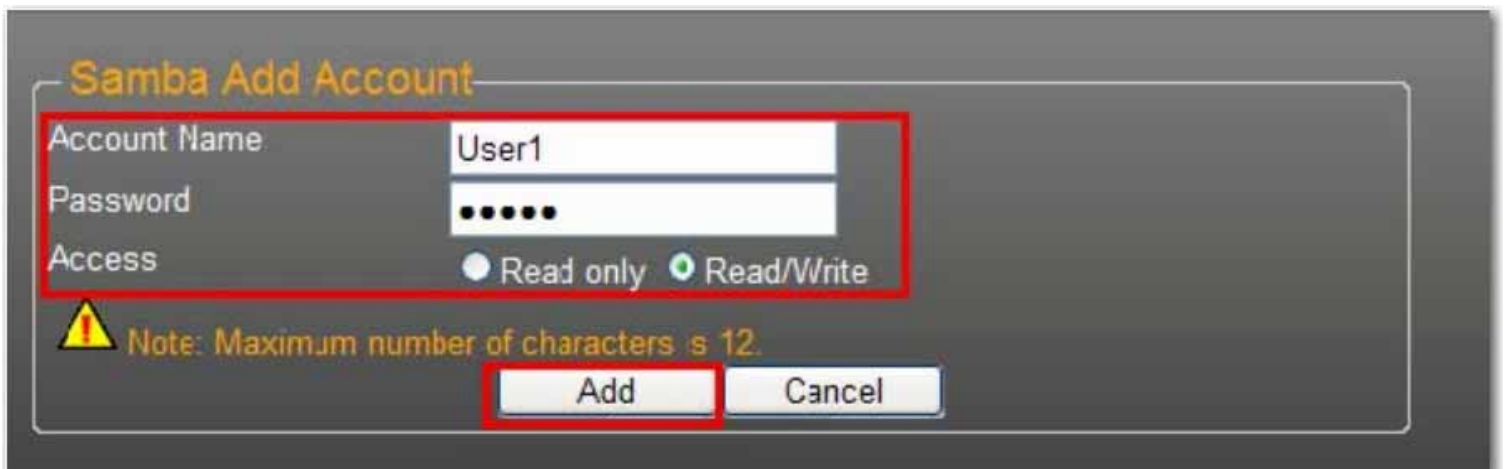 Samba Add Account
Account Name User1
Password •••••
Access Read only Read/Write
Note: Maximum number of characters is 12.
Add Cancel